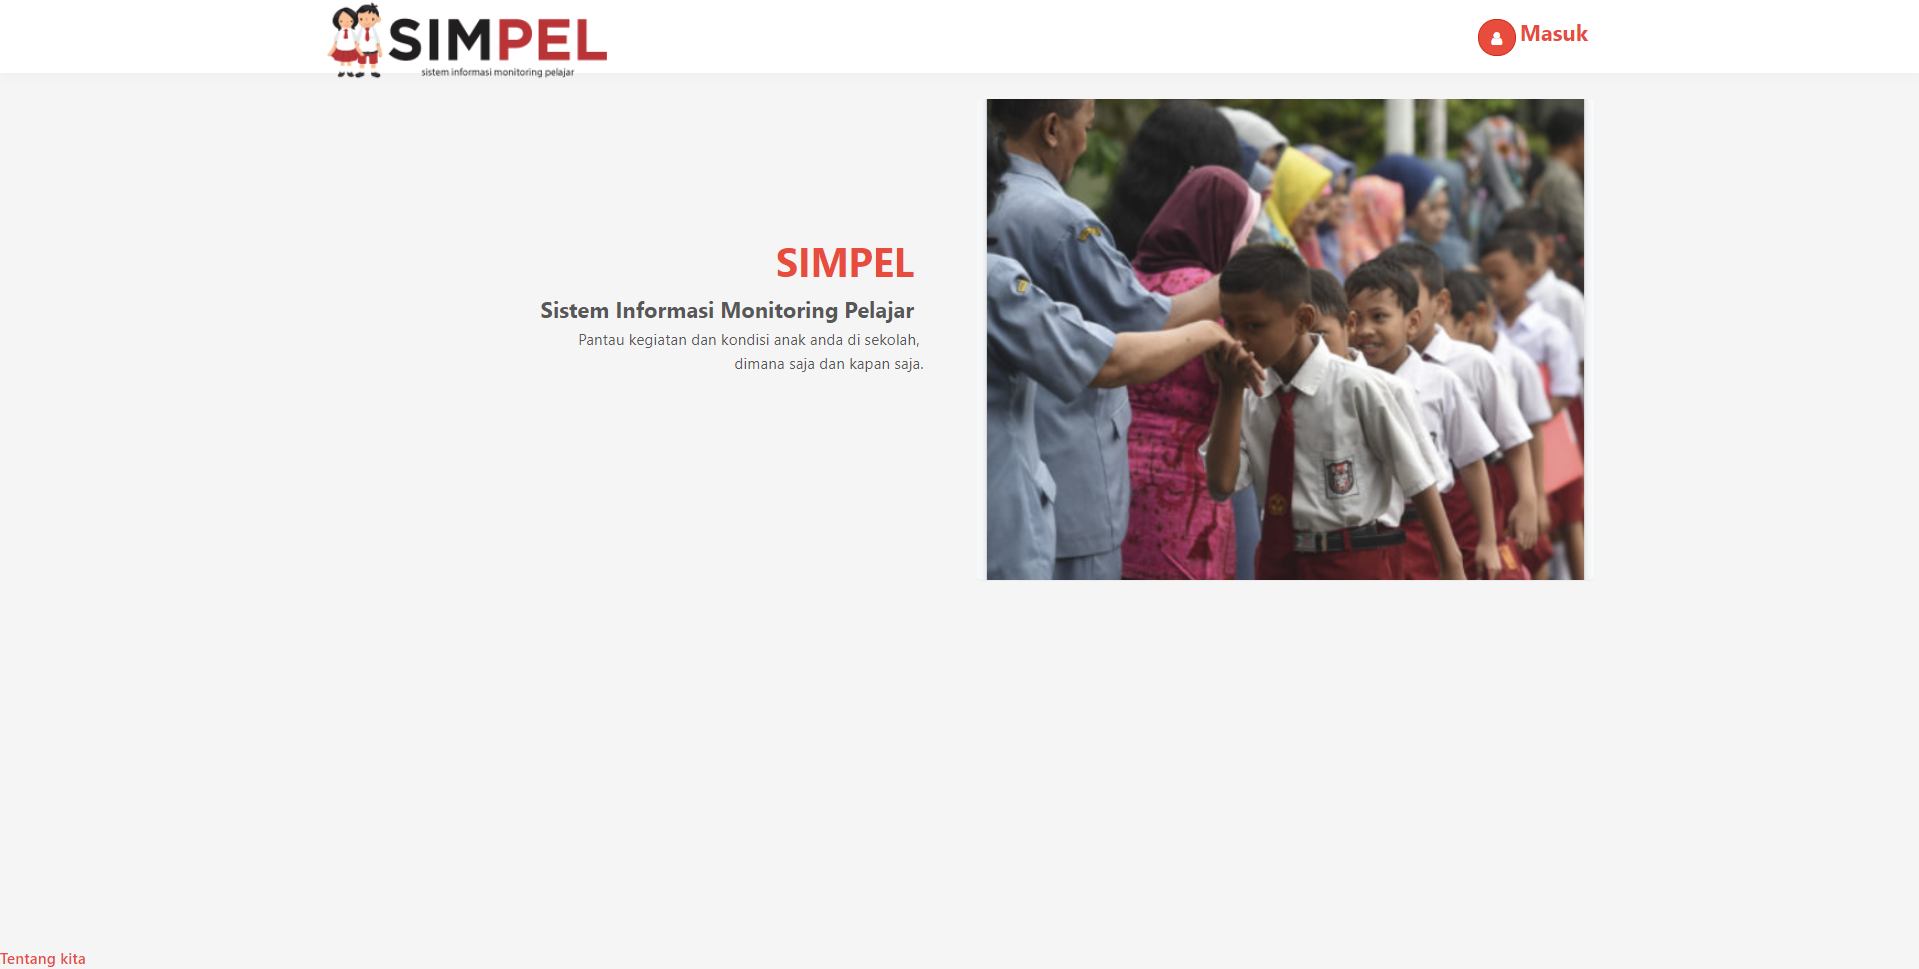 SIMPEL
sistem informasi monitoring pelajar
Masuk
SIMPEL
Sistem Informasi Monitoring Pelajar
Pantau kegiatan dan kondisi anak anda di sekolah,
dimana saja dan kapan saja.
Tentang kita